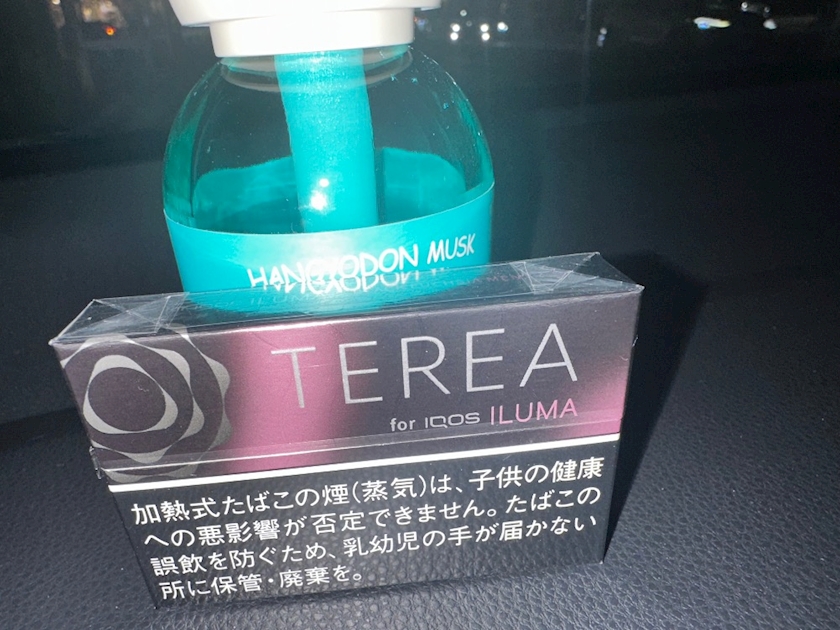 HANGYODON MUSK
TEREA
for IQOS ILUMA
加熱式たばこの煙(蒸気)は、子供の健康
への悪影響が否定できません。たばこの
誤飲を防ぐため、乳幼児の手が届かない
所に保管・廃棄を。